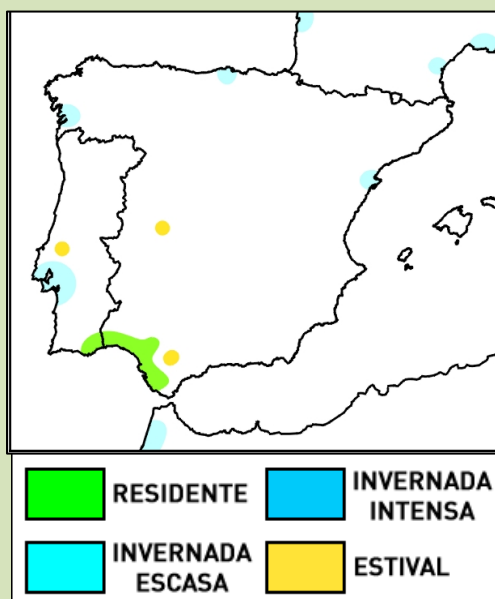 RESIDENTE
INVERNADA
INTENSA
INVERNADA
ESCASA
ESTIVAL